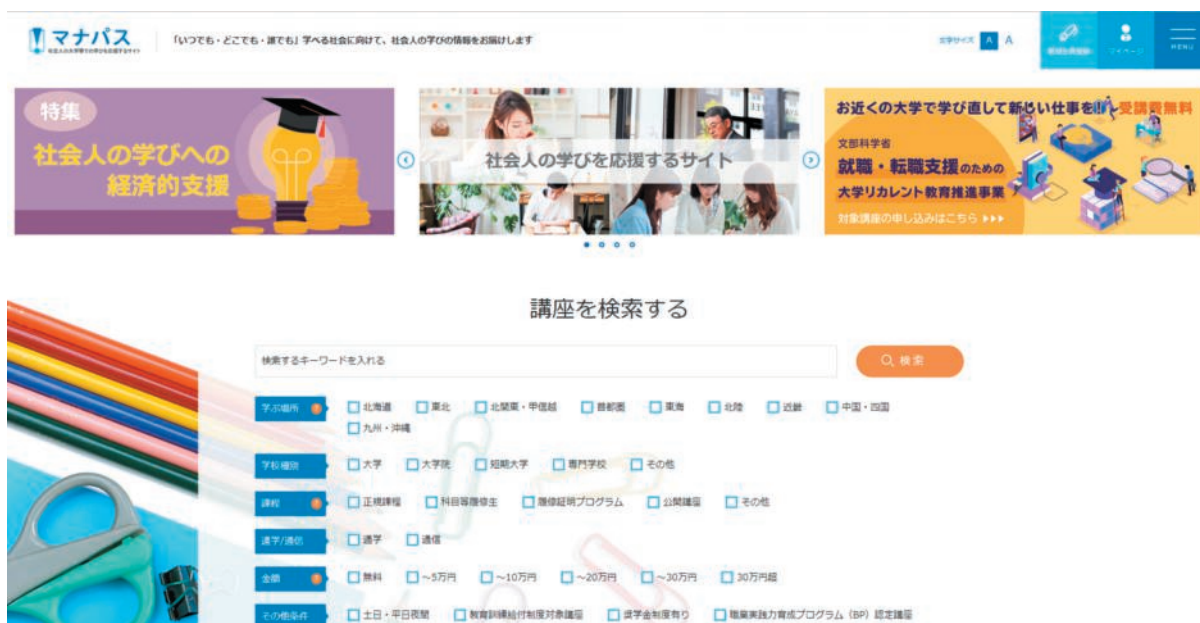 マナパス
社会人の大学等での学びを応援するサイト
「いつでも・どこでも・誰でも」学べる社会に向けて、社会人の学びの情報をお届けします
文字サイズ A A
マイページ
MENU
特集
社会人の学びへの
経済的支援
社会人の学びを応援するサイト
お近くの大学で学び直して新しい仕事を!! 受講費無料
文部科学省
就職・転職支援のための
大学リカレント教育推進事業
対象講座の申し込みはこちら ▶▶▶
講座を検索する
検索するキーワードを入れる
検索
学ぶ場所 北海道 東北 北関東・甲信越 首都圏 東海 北陸 近畿 中国・四国
九州・沖縄
学校種別 大学 大学院 短期大学 専門学校 その他
課程 正規課程 科目等履修生 履修証明プログラム 公開講座 その他
通学/通信 通学 通信
金額 無料 ～5万円 ～10万円 ～20万円 ～30万円 30万円超
その他条件 土日・平日夜間 教育訓練給付制度対象講座 奨学金制度有り 職業実践力育成プログラム（BP）認定講座